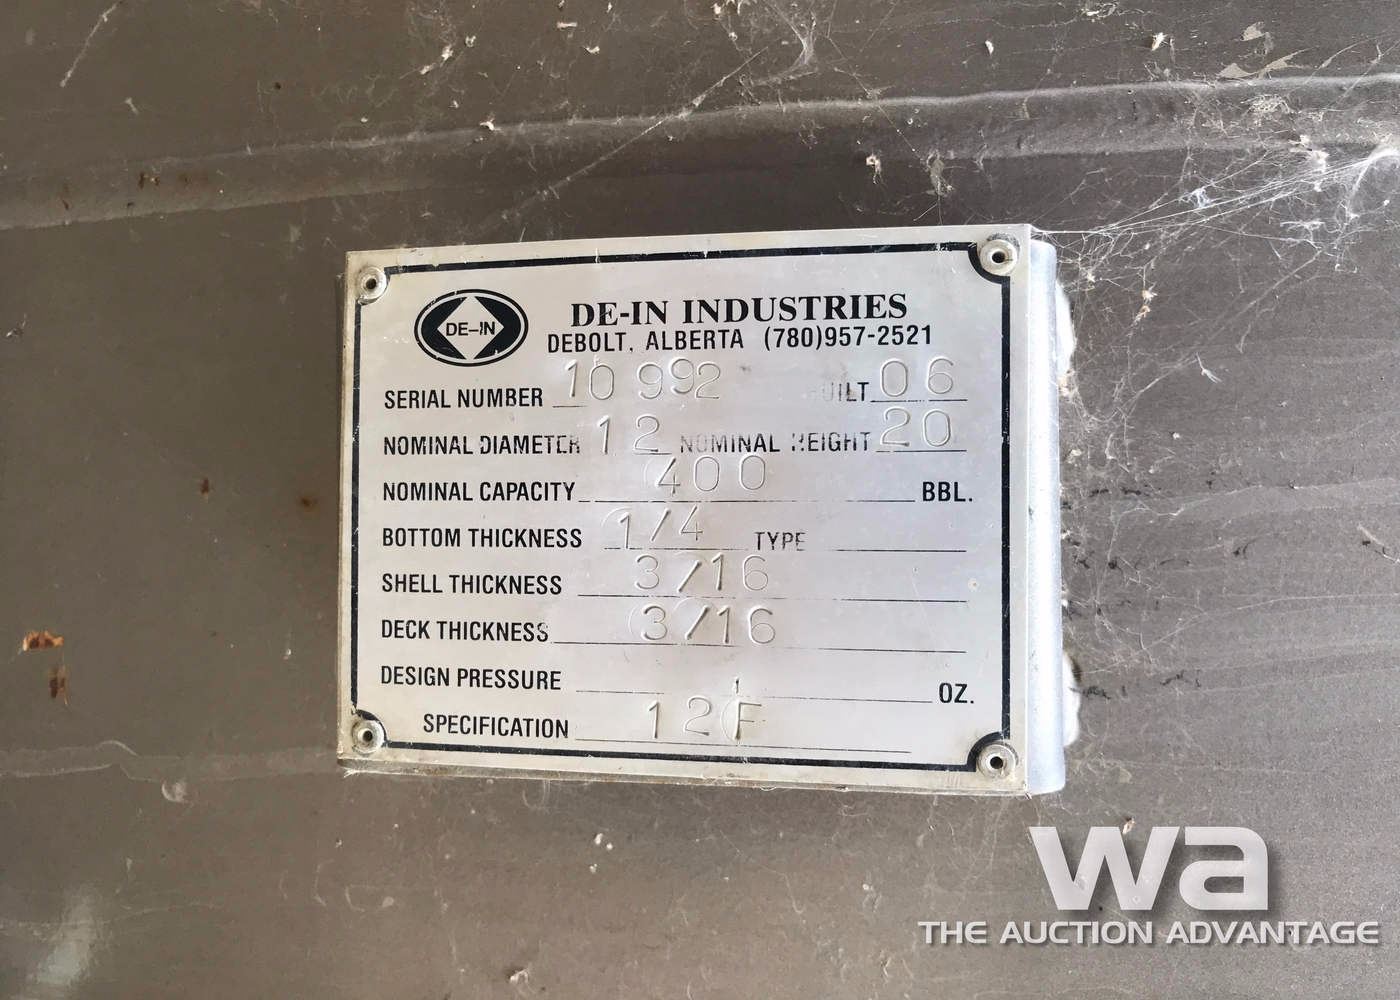 DE-IN
DE-IN INDUSTRIES
DEBOLT, ALBERTA (780)957-2521
SERIAL NUMBER 10992 BUILT 06
NOMINAL DIAMETER 12 NOMINAL HEIGHT 20
NOMINAL CAPACITY 400 BBL.
BOTTOM THICKNESS 1/4 TYPE
SHELL THICKNESS 3/16
DECK THICKNESS 3/16
DESIGN PRESSURE OZ.
SPECIFICATION 12F
wa
THE AUCTION ADVANTAGE